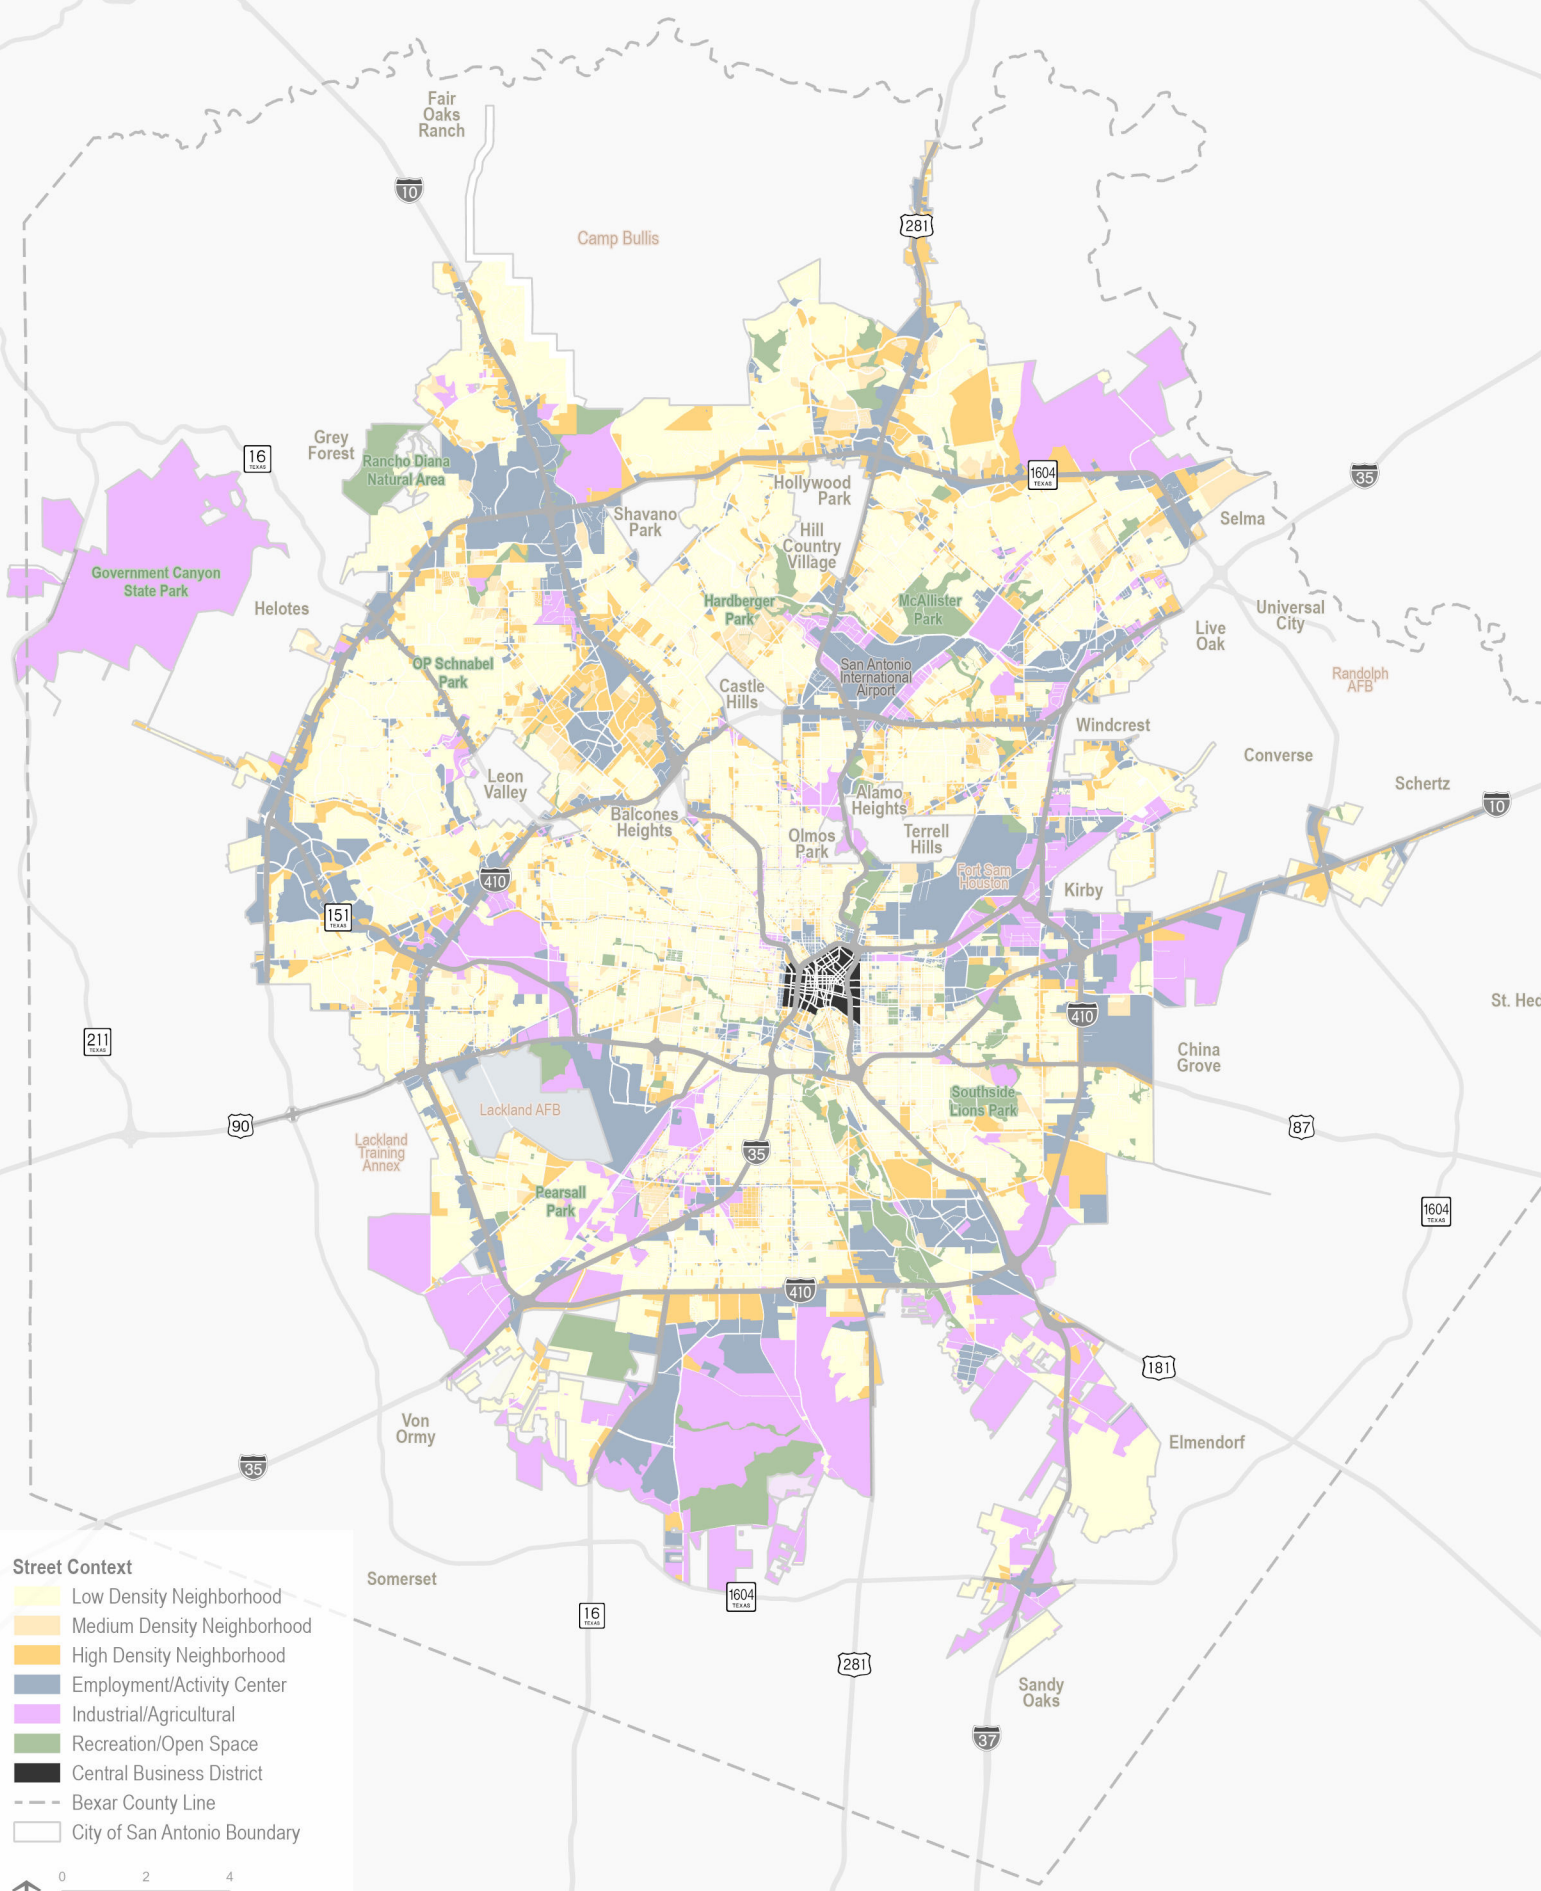 Fair
Oaks
Ranch
10
Camp Bullis
281
Grey
Forest
16
TEXAS
Rancho Diana
Natural Area
Hollywood
Park
1604
TEXAS
35
Shavano
Park
Selma
Hill
Country
Village
Government Canyon
State Park
Helotes
Hardberger
Park
McAllister
Park
Universal
City
Live
Oak
OP Schnabel
Park
San Antonio
International
Airport
Randolph
AFB
Castle
Hills
Windcrest
Converse
Leon
Valley
Schertz
Alamo
Heights
10
Balcones
Heights
Olmos
Park
Terrell
Hills
410
Fort Sam
Houston
Kirby
151
TEXAS
St. Hed
410
211
TEXAS
China
Grove
Southside
Lions Park
Lackland AFB
90
87
Lackland
Training
Annex
35
Pearsall
Park
1604
TEXAS
410
181
Von
Ormy
Elmendorf
35
Somerset
1604
TEXAS
16
TEXAS
281
Sandy
Oaks
37
Street Context
Low Density Neighborhood
Medium Density Neighborhood
High Density Neighborhood
Employment/Activity Center
Industrial/Agricultural
Recreation/Open Space
Central Business District
Bexar County Line
City of San Antonio Boundary
0 2 4